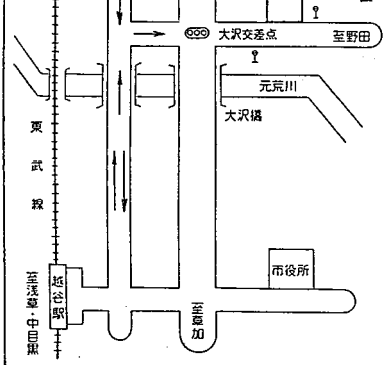 大沢交差点
至野田
元荒川
大沢橋
東武線
市役所
越谷駅
至草加
至浅草・中目黒